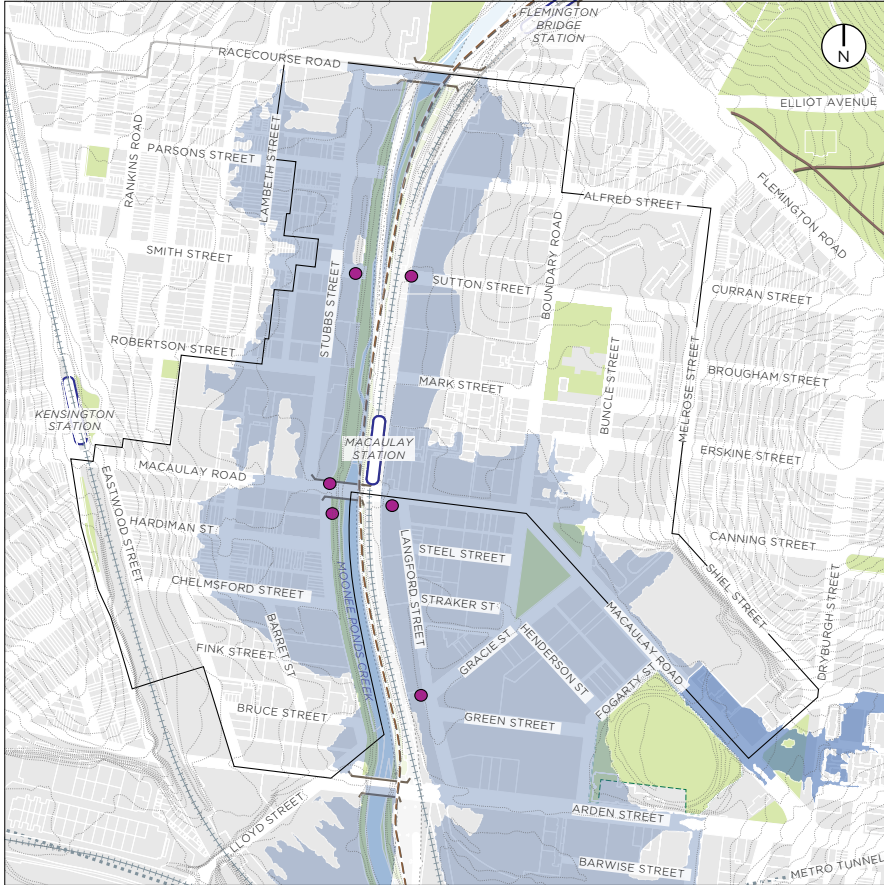 FLEMINGTON
BRIDGE
STATION
N
RACECOURSE ROAD
ELLIOT AVENUE
RANKINS ROAD
PARSONS STREET
LAMBETH STREET
FLEMINGTON ROAD
ALFRED STREET
SMITH STREET
STUBBS STREET
SUTTON STREET
BOUNDARY ROAD
CURRAN STREET
ROBERTSON STREET
MARK STREET
BUNCLE STREET
MELROSE STREET
BROUGHAM STREET
KENSINGTON
STATION
MACAULAY
STATION
ERSKINE STREET
MACAULAY ROAD
EASTWOOD STREET
HARDIMAN ST
CANNING STREET
STEEL STREET
LANGFORD STREET
MOONEE PONDS CREEK
SHIEL STREET
DRYBURGH STREET
CHELMSFORD STREET
STRAKER ST
MACAULAY ROAD
BARRET ST
GRACIE ST
HENDERSON ST
FINK STREET
FOGARTY ST
BRUCE STREET
GREEN STREET
LLOYD STREET
ARDEN STREET
BARWISE STREET
METRO TUNNEL